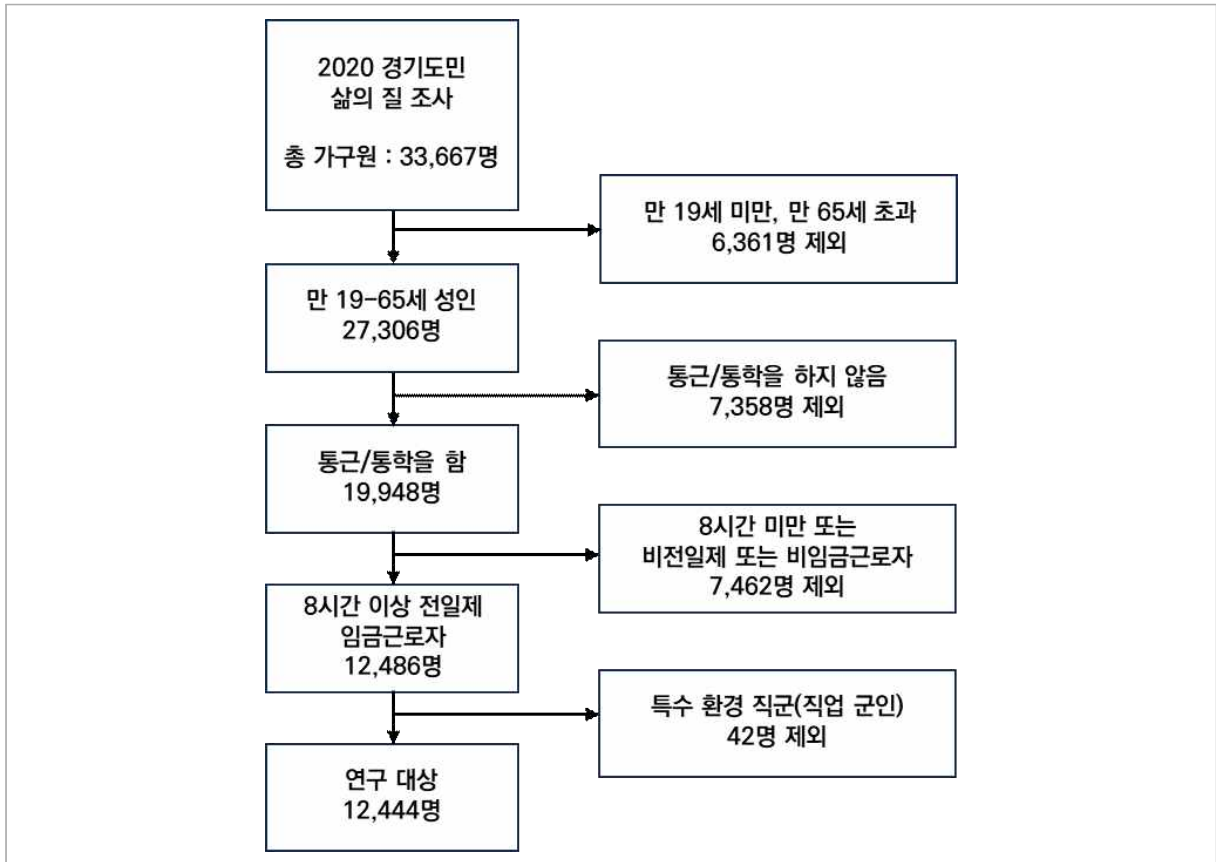 2020 경기도민
삶의 질 조사
총 가구원 : 33,667명
만 19세 미만, 만 65세 초과
6,361명 제외
만 19-65세 성인
27,306명
통근/통학을 하지 않음
7,358명 제외
통근/통학을 함
19,948명
8시간 미만 또는
비전일제 또는 비임금근로자
7,462명 제외
8시간 이상 전일제
임금근로자
12,486명
특수 환경 직군(직업 군인)
42명 제외
연구 대상
12,444명